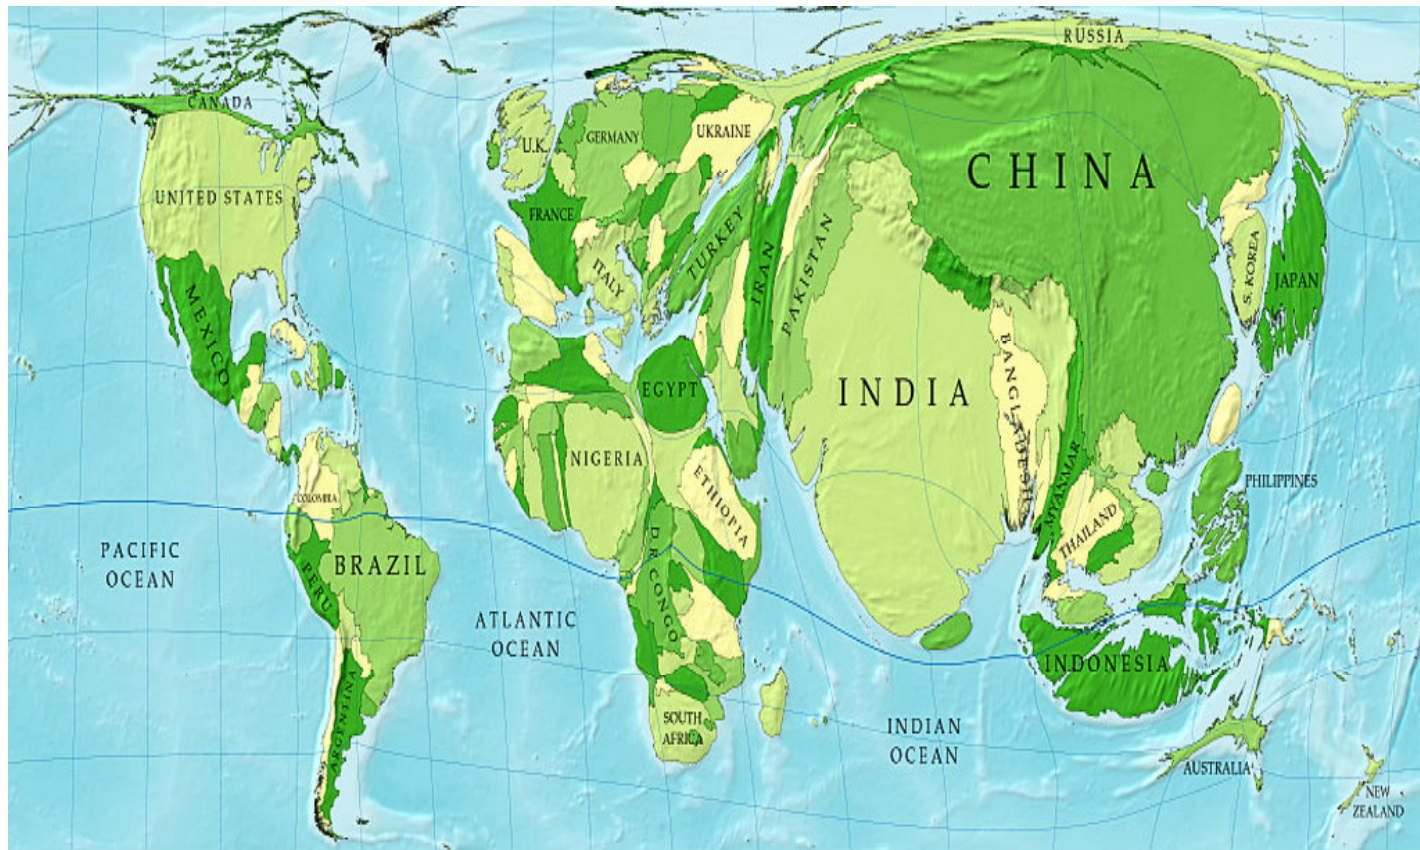 RUSSIA
CANADA
UKRAINE
GERMANY
U.K.
CHINA
UNITED STATES
FRANCE
TURKEY
IRAN
PAKISTAN
ITALY
S. KOREA
JAPAN
MEXICO
EGYPT
INDIA
BANGLADESH
NIGERIA
ETHIOPIA
MYANMAR
THAILAND
PHILIPPINES
COLOMBIA
PACIFIC
OCEAN
BRAZIL
PERU
D R CONGO
ATLANTIC
OCEAN
INDONESIA
ARGENTINA
SOUTH
AFRICA
INDIAN
OCEAN
AUSTRALIA
NEW
ZEALAND